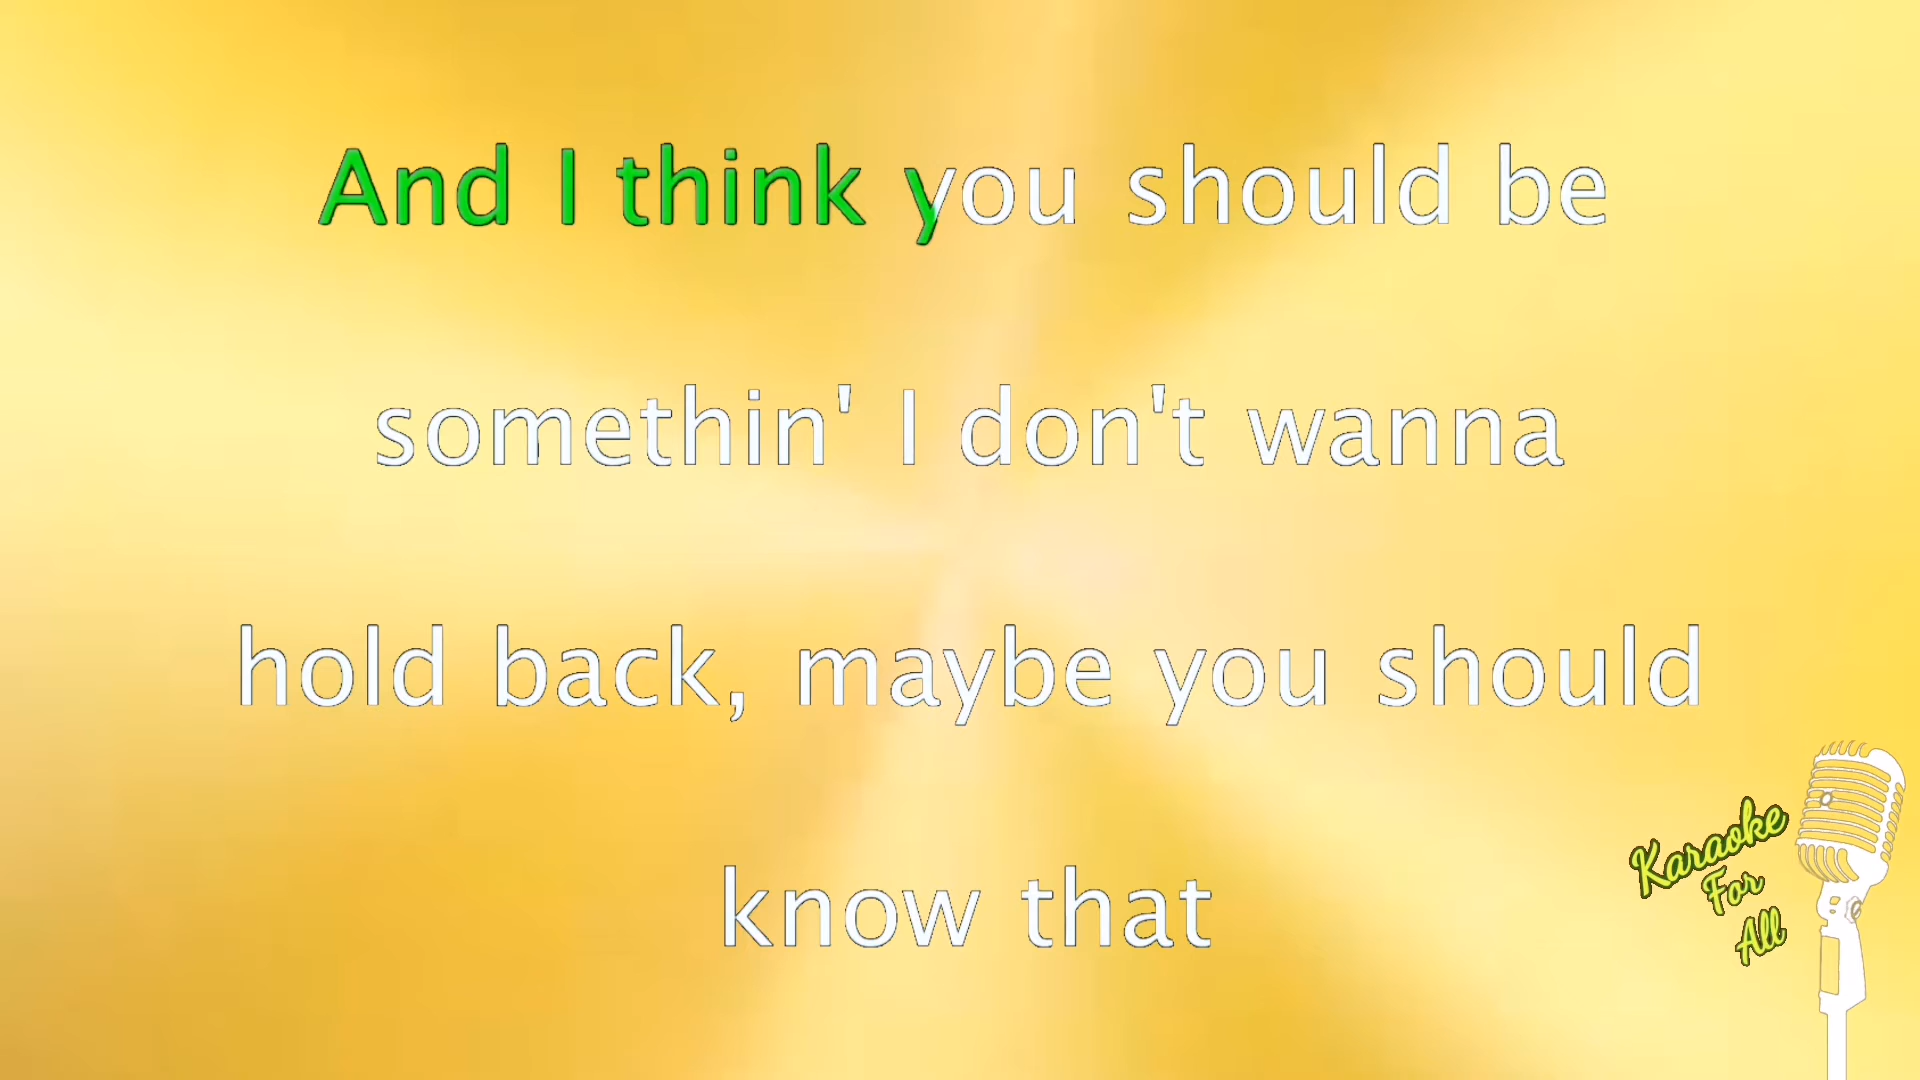 And I think you should be
somethin' I don't wanna
hold back, maybe you should
know that
Karaoke
For
All